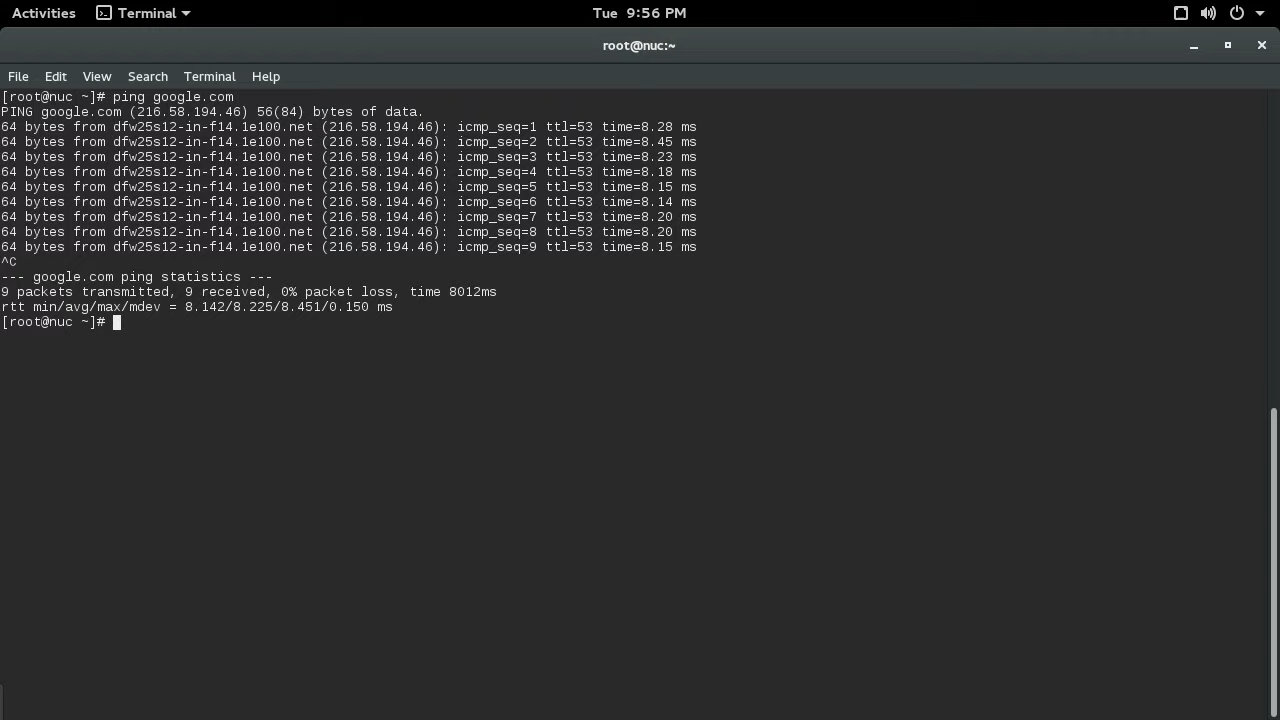 Activities Terminal Tue 9:56 PM
root@nuc:~
File Edit View Search Terminal Help
[root@nuc ~]# ping google.com
PING google.com (216.58.194.46) 56(84) bytes of data.
64 bytes from dfw25s12-in-f14.1e100.net (216.58.194.46): icmp_seq=1 ttl=53 time=8.28 ms
64 bytes from dfw25s12-in-f14.1e100.net (216.58.194.46): icmp_seq=2 ttl=53 time=8.45 ms
64 bytes from dfw25s12-in-f14.1e100.net (216.58.194.46): icmp_seq=3 ttl=53 time=8.23 ms
64 bytes from dfw25s12-in-f14.1e100.net (216.58.194.46): icmp_seq=4 ttl=53 time=8.18 ms
64 bytes from dfw25s12-in-f14.1e100.net (216.58.194.46): icmp_seq=5 ttl=53 time=8.15 ms
64 bytes from dfw25s12-in-f14.1e100.net (216.58.194.46): icmp_seq=6 ttl=53 time=8.14 ms
64 bytes from dfw25s12-in-f14.1e100.net (216.58.194.46): icmp_seq=7 ttl=53 time=8.20 ms
64 bytes from dfw25s12-in-f14.1e100.net (216.58.194.46): icmp_seq=8 ttl=53 time=8.20 ms
64 bytes from dfw25s12-in-f14.1e100.net (216.58.194.46): icmp_seq=9 ttl=53 time=8.15 ms
^C
--- google.com ping statistics ---
9 packets transmitted, 9 received, 0% packet loss, time 8012ms
rtt min/avg/max/mdev = 8.142/8.225/8.451/0.150 ms
[root@nuc ~]#